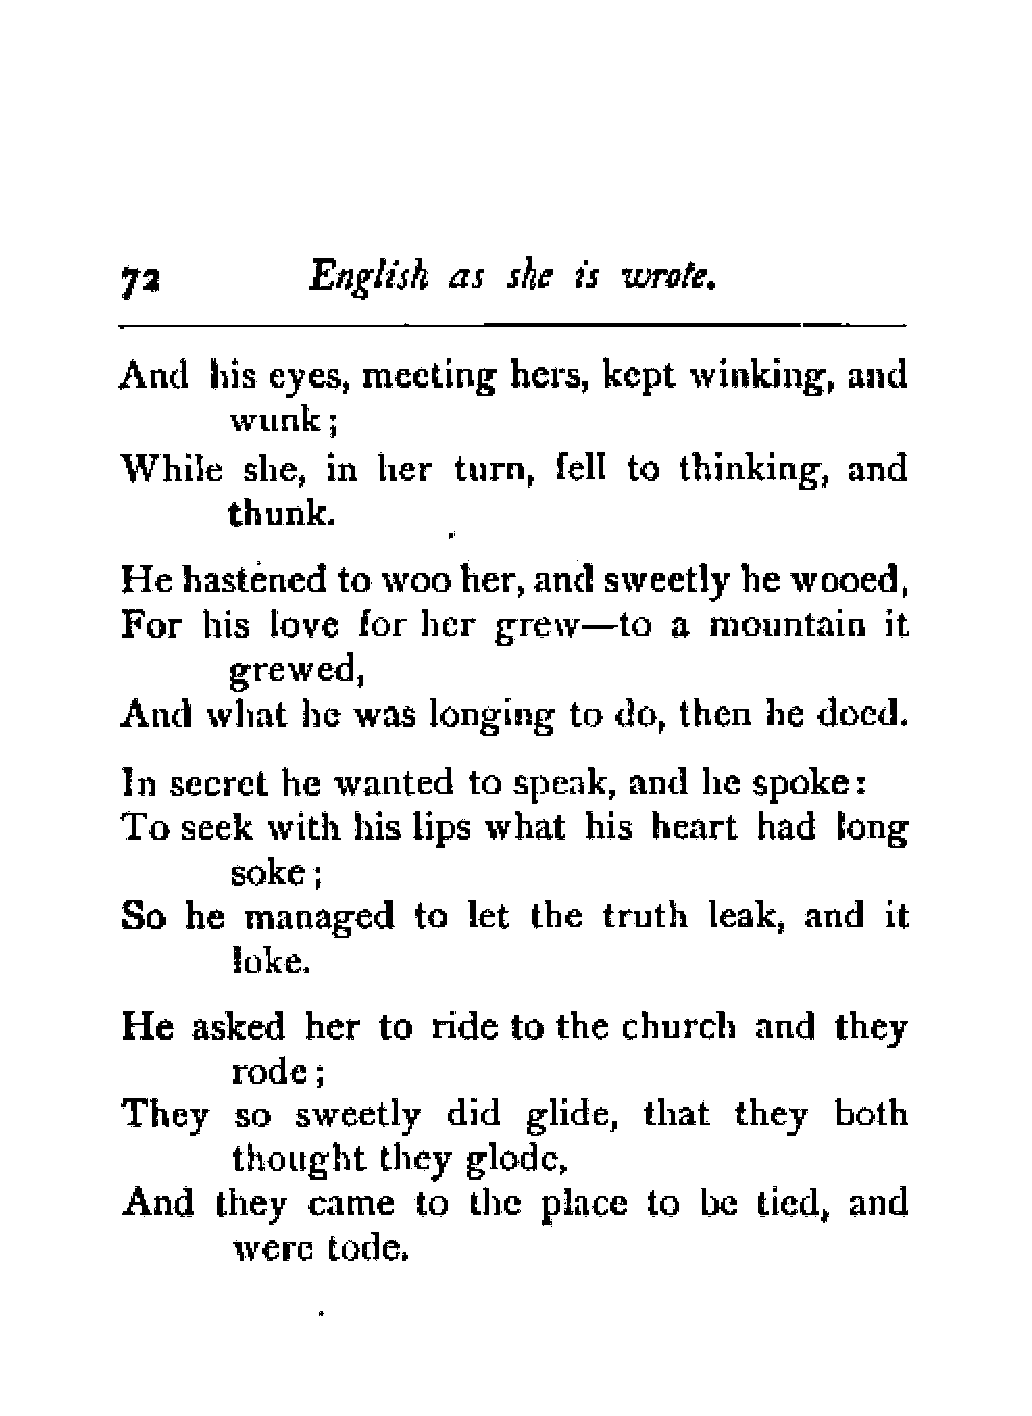 72 English as she is wrote.
And his eyes, meeting hers, kept winking, and
wunk;
While she, in her turn, fell to thinking, and
thunk.
He hastened to woo her, and sweetly he wooed,
For his love for her grew—to a mountain it
grewed,
And what he was longing to do, then he doed.
In secret he wanted to speak, and he spoke:
To seek with his lips what his heart had long
soke;
So he managed to let the truth leak, and it
loke.
He asked her to ride to the church and they
rode;
They so sweetly did glide, that they both
thought they glode,
And they came to the place to be tied, and
were tode.